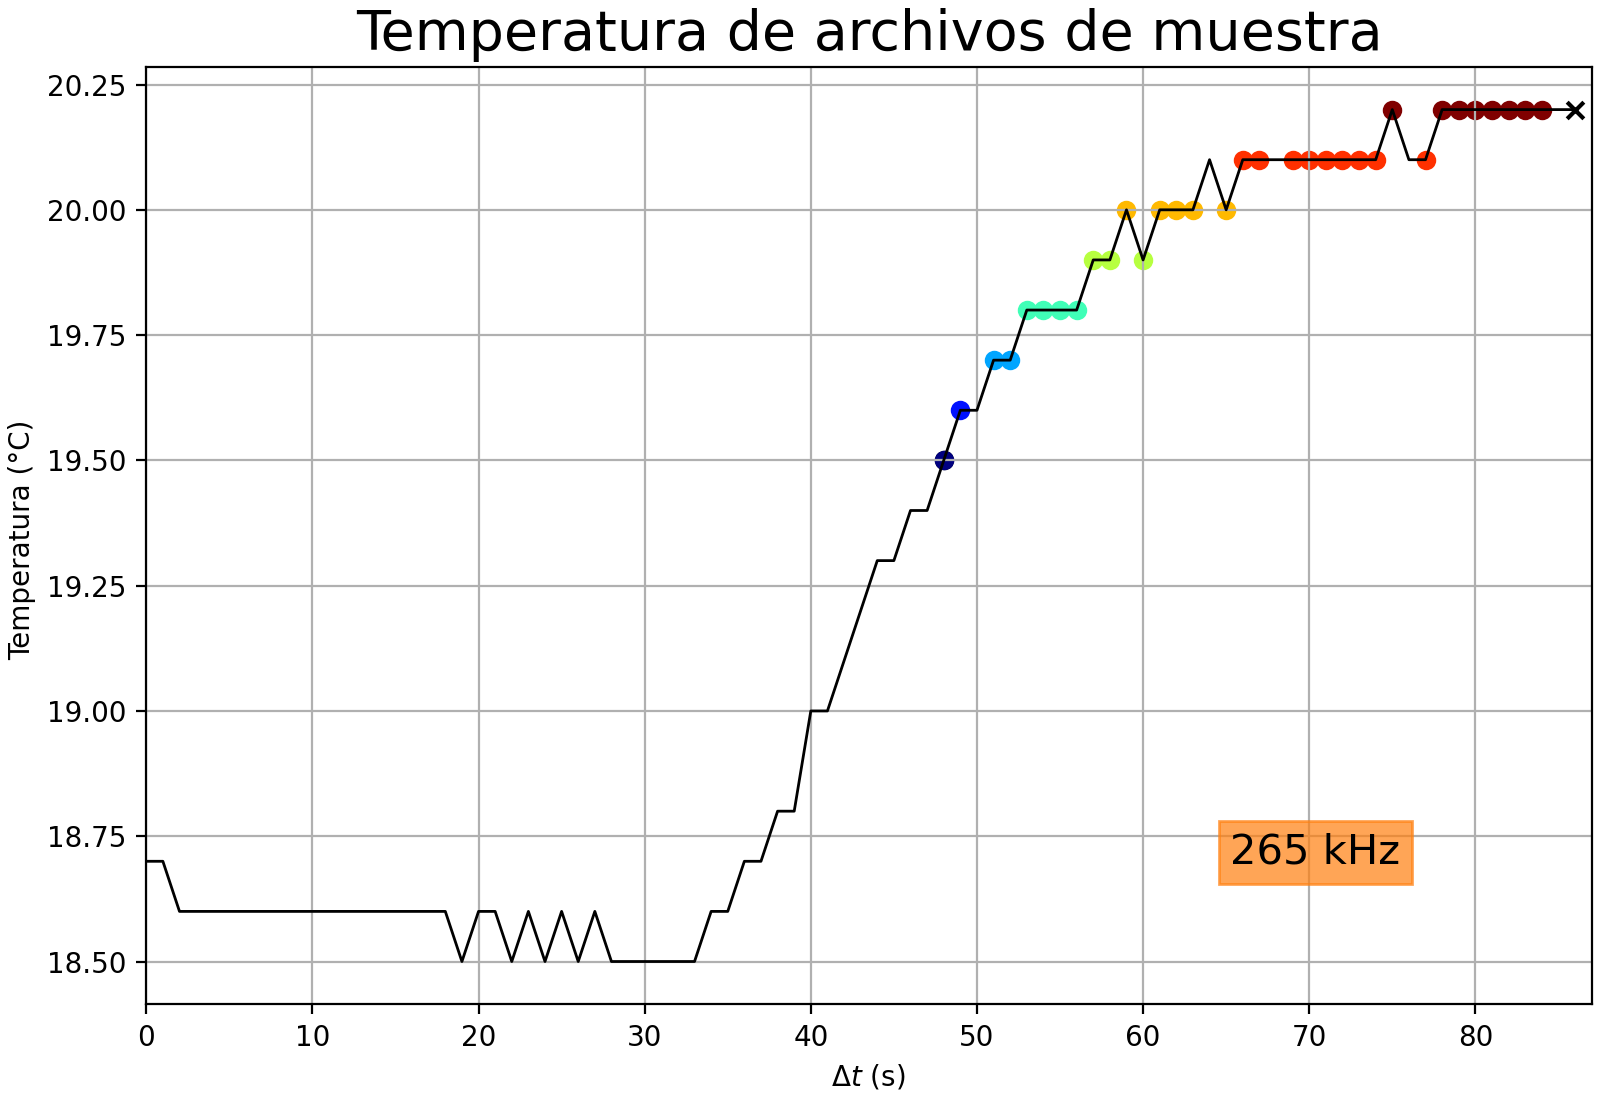 Temperatura de archivos de muestra
20.25
20.00
19.75
19.50
19.25
19.00
18.75
18.50
Temperatura (°C)
265 kHz
0 10 20 30 40 50 60 70 80
Δt (s)